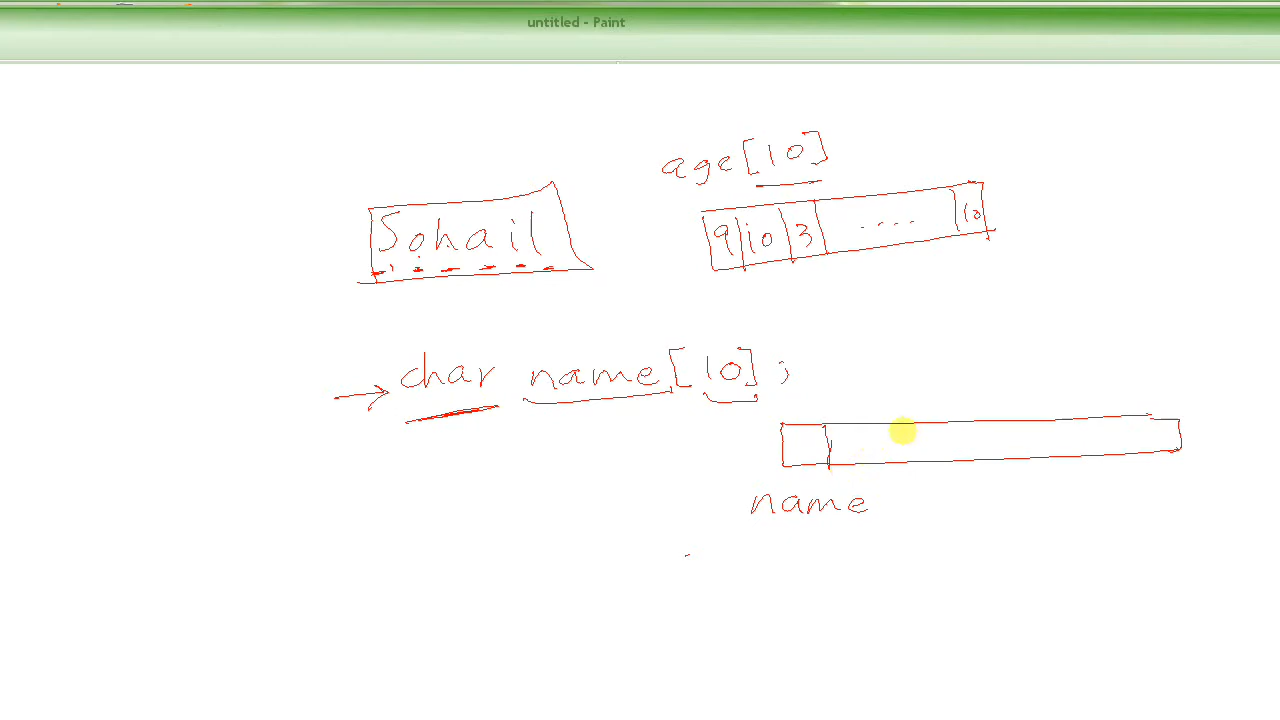 untitled - Paint
age[10]
Sohail
9 10 3 .... 10
char name[10];
name